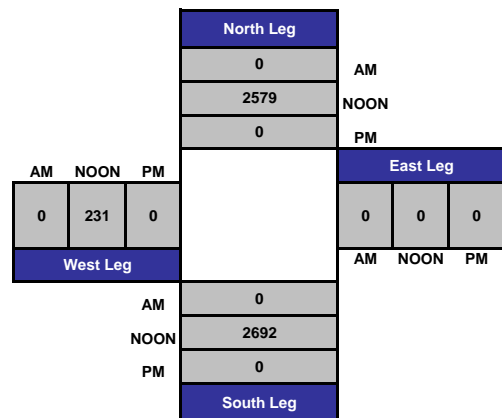 North Leg
0
AM
2579
NOON
0
PM
AM NOON PM
East Leg
0 231 0
0 0 0
West Leg
AM NOON PM
0
AM
2692
NOON
0
PM
South Leg